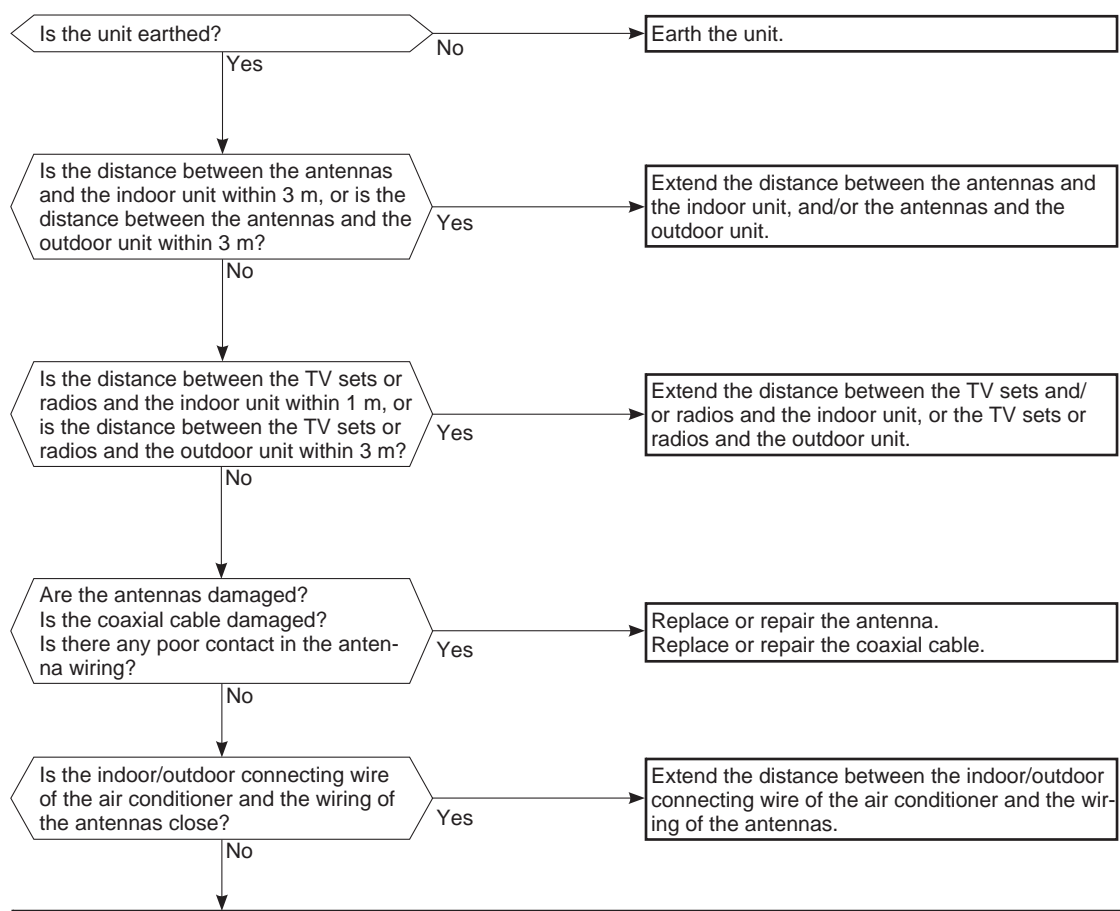 Is the unit earthed?
No
Earth the unit.
Yes
Is the distance between the antennas
and the indoor unit within 3 m, or is the
distance between the antennas and the
outdoor unit within 3 m?
Yes
Extend the distance between the antennas and
the indoor unit, and/or the antennas and the
outdoor unit.
No
Is the distance between the TV sets or
radios and the indoor unit within 1 m, or
is the distance between the TV sets or
radios and the outdoor unit within 3 m?
Yes
Extend the distance between the TV sets and/
or radios and the indoor unit, or the TV sets or
radios and the outdoor unit.
No
Are the antennas damaged?
Is the coaxial cable damaged?
Is there any poor contact in the anten-
na wiring?
Yes
Replace or repair the antenna.
Replace or repair the coaxial cable.
No
Is the indoor/outdoor connecting wire
of the air conditioner and the wiring of
the antennas close?
Yes
Extend the distance between the indoor/outdoor
connecting wire of the air conditioner and the wir-
ing of the antennas.
No